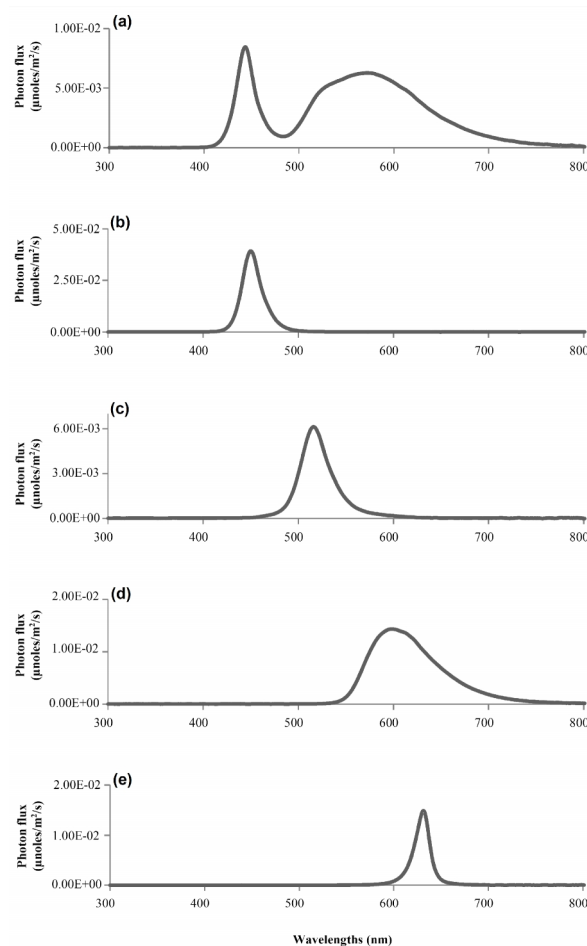 (a)
Photon flux
(µmoles/m²/s)
1.00E-02
5.00E-03
0.00E+00
300 400 500 600 700 800
(b)
Photon flux
(µmoles/m²/s)
5.00E-02
2.50E-02
0.00E+00
300 400 500 600 700 800
(c)
Photon flux
(µmoles/m²/s)
6.00E-03
3.00E-03
0.00E+00
300 400 500 600 700 800
(d)
Photon flux
(µmoles/m²/s)
2.00E-02
1.00E-02
0.00E+00
300 400 500 600 700 800
(e)
Photon flux
(µmoles/m²/s)
2.00E-02
1.00E-02
0.00E+00
300 400 500 600 700 800
Wavelengths (nm)